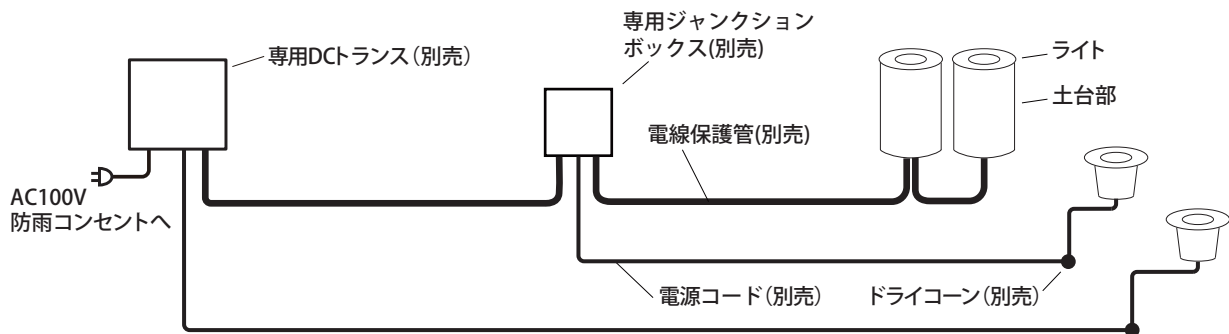 専用DCトランス（別売）
専用ジャンクション
ボックス(別売)
ライト
土台部
電線保護管(別売)
AC100V
防雨コンセントへ
電源コード（別売）
ドライコーン（別売）